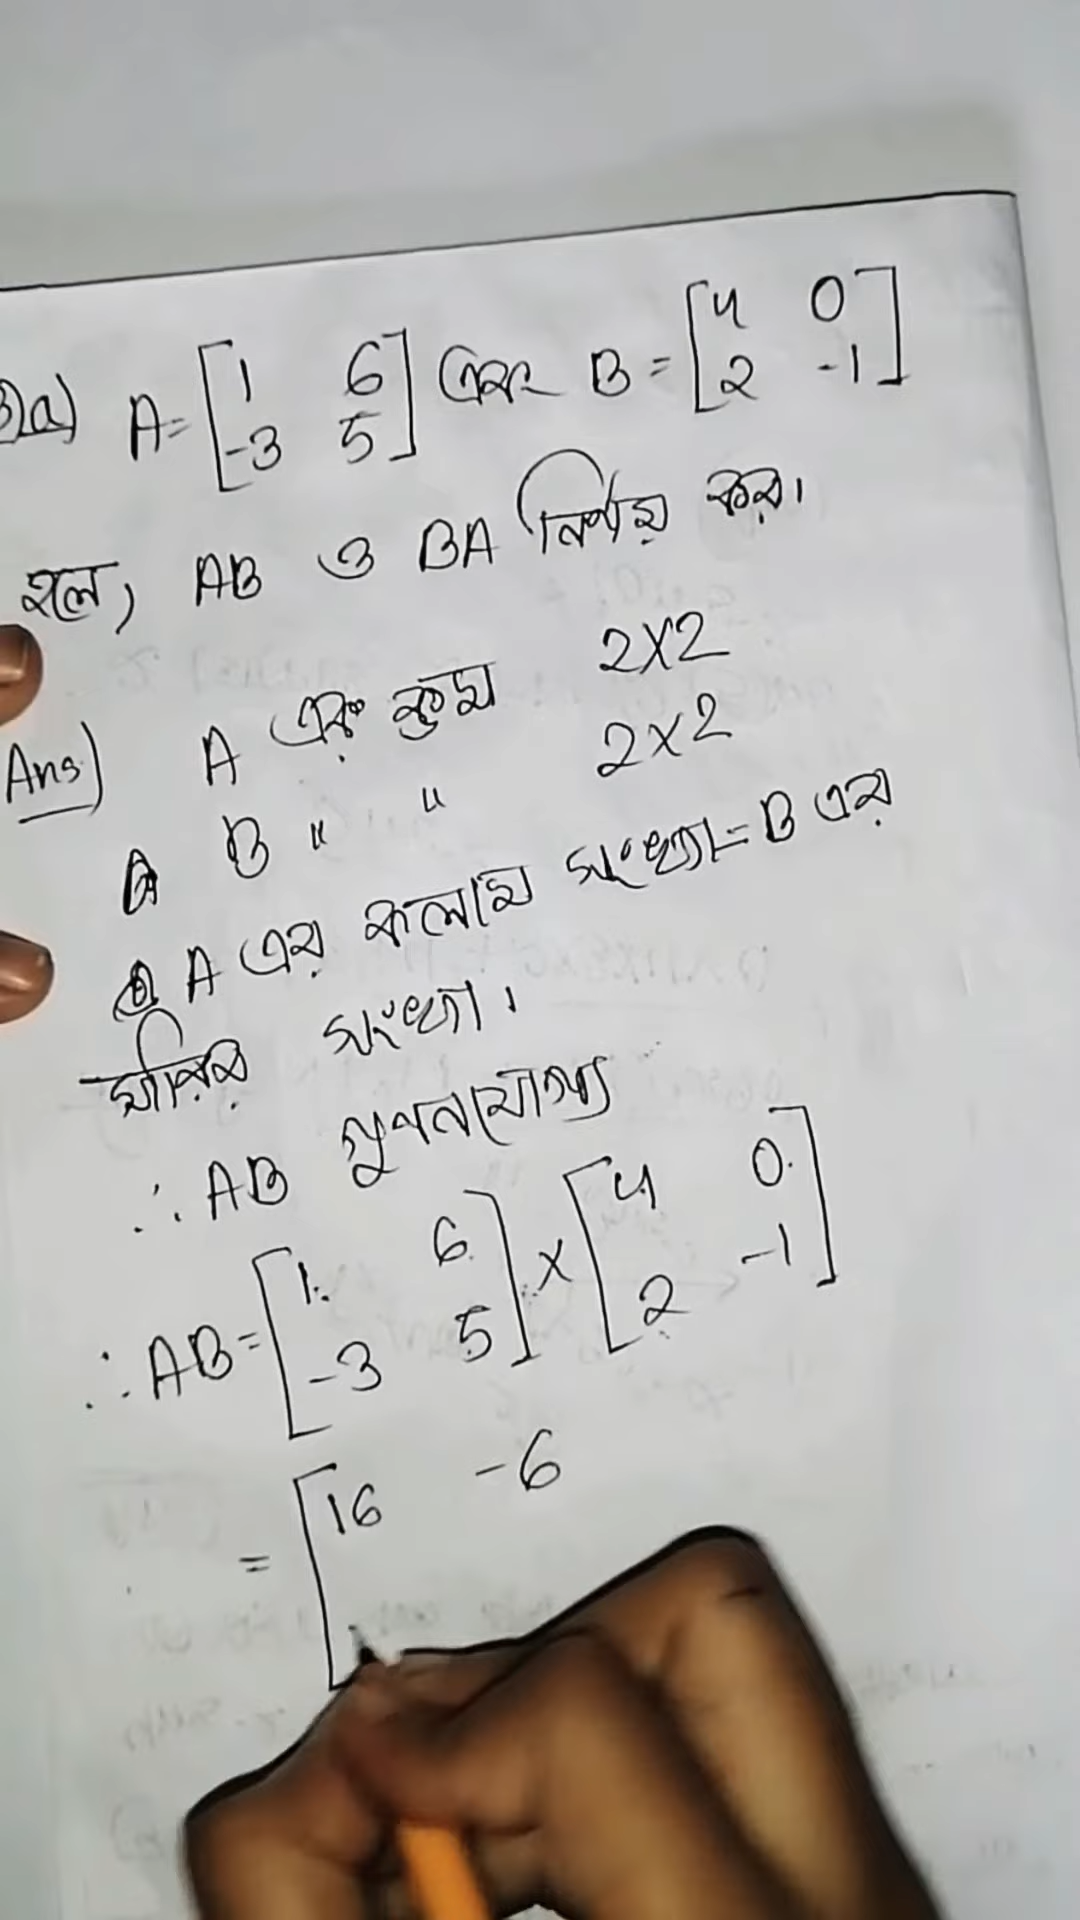 a) A = [1 6 -3 5] এবং B = [4 0 2 -1]
হলে, AB ও BA নির্ণয় কর।
Ans) A এর ক্রম 2×2
B " " 2×2
A এর কলাম সংখ্যা = B এর
সারির সংখ্যা।
∴ AB গুণনযোগ্য
∴ AB = [1 6 -3 5] × [4 0 2 -1]
= [16 -6